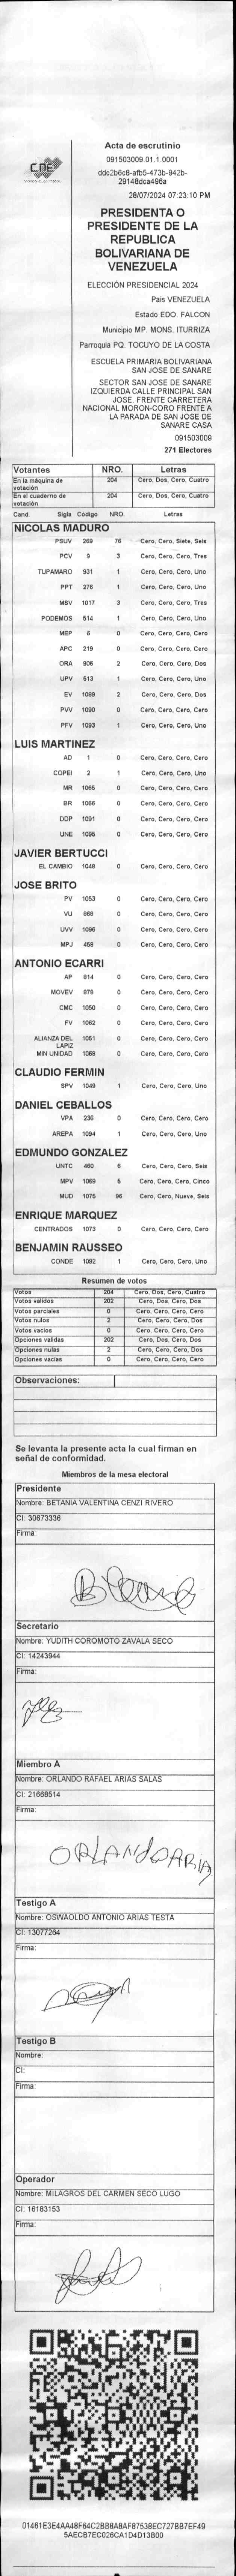 CNE
Acta de escrutinio
091503009.01.1.0001
ddc2b6c8-afb5-473b-942b-
29148dca496a
28/07/2024 07:23:10 PM
PRESIDENTA O
PRESIDENTE DE LA
REPUBLICA
BOLIVARIANA DE
VENEZUELA
ELECCIÓN PRESIDENCIAL 2024
País VENEZUELA
Estado EDO. FALCON
Municipio MP. MONS. ITURRIZA
Parroquia PQ. TOCUYO DE LA COSTA
ESCUELA PRIMARIA BOLIVARIANA
SAN JOSE DE SANARE
SECTOR SAN JOSE DE SANARE
IZQUIERDA CALLE PRINCIPAL SAN
JOSE. FRENTE CARRETERA
NACIONAL MORON-CORO FRENTE A
LA PARADA DE SAN JOSE DE
SANARE CASA
091503009
271 Electores
Votantes NRO. Letras
En la máquina de votación 204 Cero, Dos, Cero, Cuatro
En el cuaderno de votación 204 Cero, Dos, Cero, Cuatro
Cand. Sigla Código NRO. Letras
NICOLAS MADURO
PSUV 269 76 Cero, Cero, Siete, Seis
PCV 9 3 Cero, Cero, Cero, Tres
TUPAMARO 931 1 Cero, Cero, Cero, Uno
PPT 276 1 Cero, Cero, Cero, Uno
MSV 1017 3 Cero, Cero, Cero, Tres
PODEMOS 514 1 Cero, Cero, Cero, Uno
MEP 6 0 Cero, Cero, Cero, Cero
APC 219 0 Cero, Cero, Cero, Cero
ORA 906 2 Cero, Cero, Cero, Dos
UPV 513 1 Cero, Cero, Cero, Uno
EV 1089 2 Cero, Cero, Cero, Dos
PVV 1090 0 Cero, Cero, Cero, Cero
PFV 1093 1 Cero, Cero, Cero, Uno
LUIS MARTINEZ
AD 1 0 Cero, Cero, Cero, Cero
COPEI 2 1 Cero, Cero, Cero, Uno
MR 1065 0 Cero, Cero, Cero, Cero
BR 1066 0 Cero, Cero, Cero, Cero
DDP 1091 0 Cero, Cero, Cero, Cero
UNE 1095 0 Cero, Cero, Cero, Cero
JAVIER BERTUCCI
EL CAMBIO 1048 0 Cero, Cero, Cero, Cero
JOSE BRITO
PV 1053 0 Cero, Cero, Cero, Cero
VU 868 0 Cero, Cero, Cero, Cero
UVV 1096 0 Cero, Cero, Cero, Cero
MPJ 458 0 Cero, Cero, Cero, Cero
ANTONIO ECARRI
AP 814 0 Cero, Cero, Cero, Cero
MOVEV 979 0 Cero, Cero, Cero, Cero
CMC 1050 0 Cero, Cero, Cero, Cero
FV 1062 0 Cero, Cero, Cero, Cero
ALIANZA DEL LAPIZ 1061 0 Cero, Cero, Cero, Cero
MIN UNIDAD 1068 0 Cero, Cero, Cero, Cero
CLAUDIO FERMIN
SPV 1049 1 Cero, Cero, Cero, Uno
DANIEL CEBALLOS
VPA 236 0 Cero, Cero, Cero, Cero
AREPA 1094 1 Cero, Cero, Cero, Uno
EDMUNDO GONZALEZ
UNTC 460 6 Cero, Cero, Cero, Seis
MPV 1069 5 Cero, Cero, Cero, Cinco
MUD 1075 96 Cero, Cero, Nueve, Seis
ENRIQUE MARQUEZ
CENTRADOS 1073 0 Cero, Cero, Cero, Cero
BENJAMIN RAUSSEO
CONDE 1092 1 Cero, Cero, Cero, Uno
Resumen de votos
Votos 204 Cero, Dos, Cero, Cuatro
Votos válidos 202 Cero, Dos, Cero, Dos
Votos parciales 0 Cero, Cero, Cero, Cero
Votos nulos 2 Cero, Cero, Cero, Dos
Votos vacíos 0 Cero, Cero, Cero, Cero
Opciones válidas 202 Cero, Dos, Cero, Dos
Opciones nulas 2 Cero, Cero, Cero, Dos
Opciones vacías 0 Cero, Cero, Cero, Cero
Observaciones:
Se levanta la presente acta la cual firman en
señal de conformidad.
Miembros de la mesa electoral
Presidente
Nombre: BETANIA VALENTINA CENZI RIVERO
CI: 30673336
Firma:
Secretario
Nombre: YUDITH COROMOTO ZAVALA SECO
CI: 14243944
Firma:
Miembro A
Nombre: ORLANDO RAFAEL ARIAS SALAS
CI: 21668514
Firma:
ORLANDO ARIA
Testigo A
Nombre: OSWAOLDO ANTONIO ARIAS TESTA
CI: 13077264
Firma:
Testigo B
Nombre:
CI:
Firma:
Operador
Nombre: MILAGROS DEL CARMEN SECO LUGO
CI: 16183153
Firma:
01461E3E4AA48F64C2BB8A8AF87538EC727BB7EF49
5AECB7EC026CA1D4D13B00